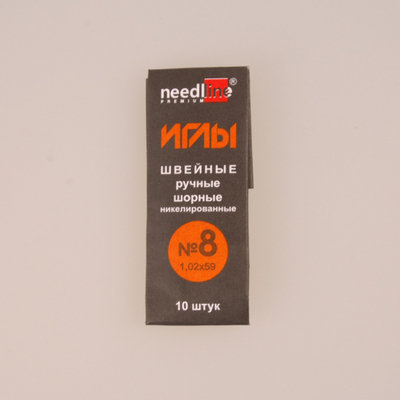 needline®
PREMIUM
ИГЛЫ
ШВЕЙНЫЕ
ручные
шорные
никелированные
№8
1,02x59
10 штук